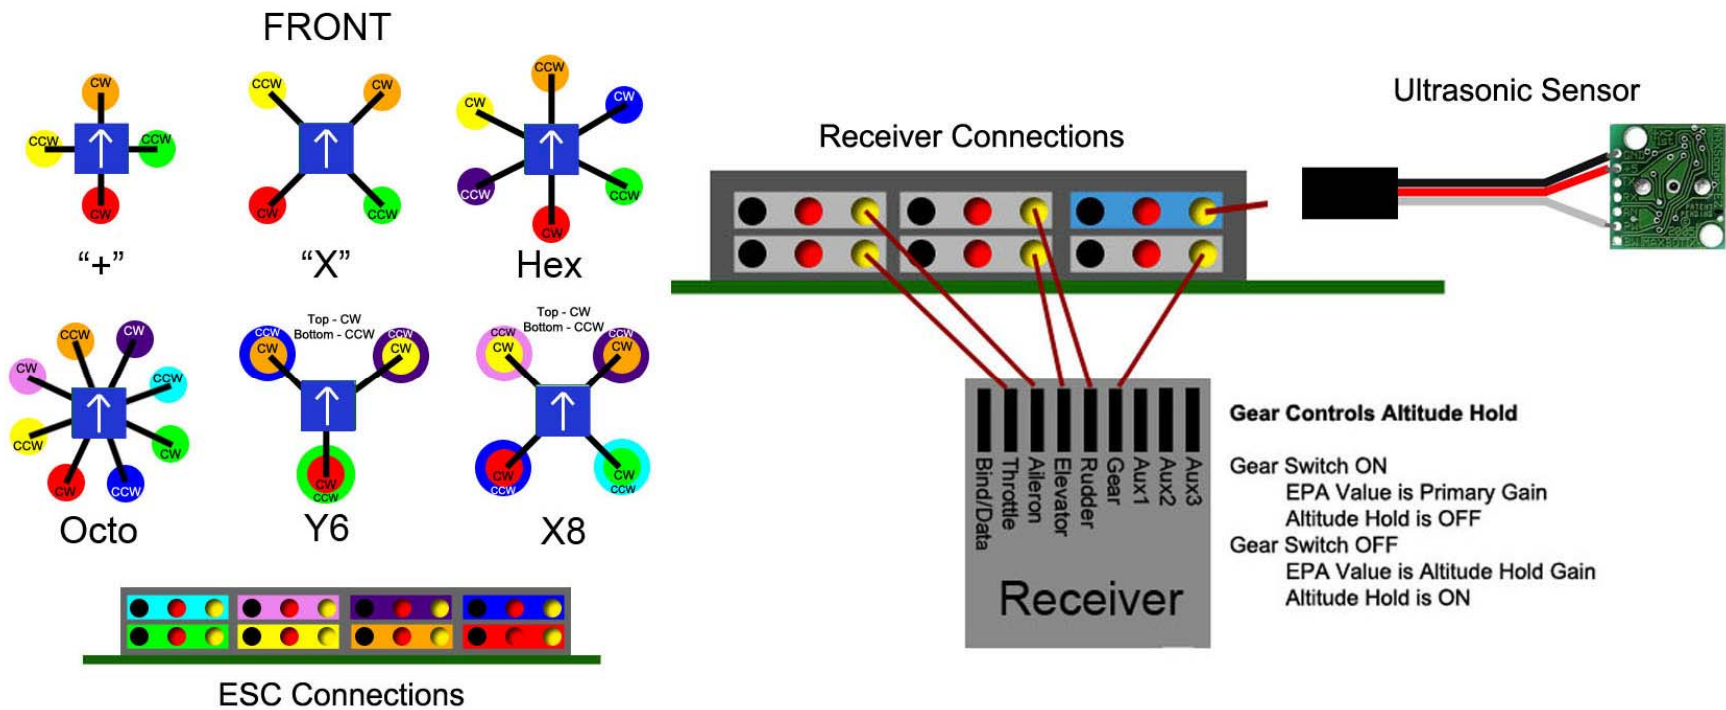 FRONT
CW
CCW
CCW
CW
“+”
CCW
CW
CW
CCW
“X”
CCW
CW
CW
CCW
CCW
CW
Hex
CCW
CW
CW
CCW
CCW
CW
CW
CCW
Octo
Top - CW
Bottom - CCW
CCW
CW
CCW
CW
CW
CCW
Y6
Top - CW
Bottom - CCW
CCW
CW
CCW
CW
CW
CCW
CW
CCW
X8
ESC Connections
Receiver Connections
Ultrasonic Sensor
GND
Bind/Data
Throttle
Aileron
Elevator
Rudder
Gear
Aux1
Aux2
Aux3
Receiver
Gear Controls Altitude Hold
Gear Switch ON
EPA Value is Primary Gain
Altitude Hold is OFF
Gear Switch OFF
EPA Value is Altitude Hold Gain
Altitude Hold is ON